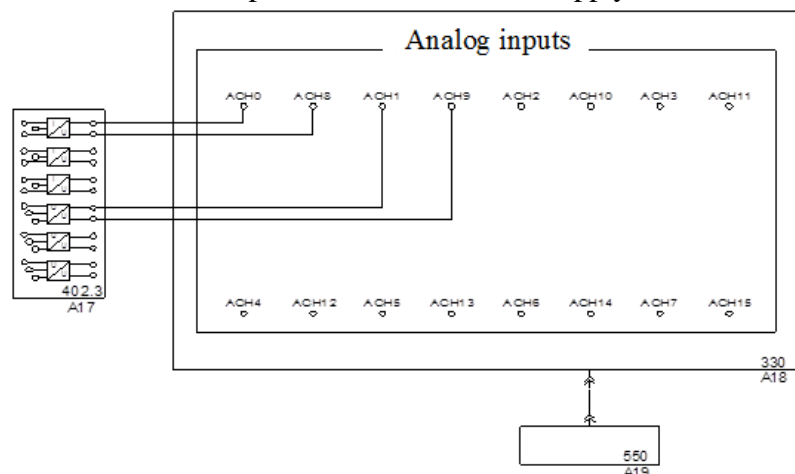 Analog inputs
ACH0 ACH8 ACH1 ACH9 ACH2 ACH10 ACH3 ACH11
402.3
A17
ACH4 ACH12 ACH5 ACH13 ACH6 ACH14 ACH7 ACH15
330
A18
550
A19